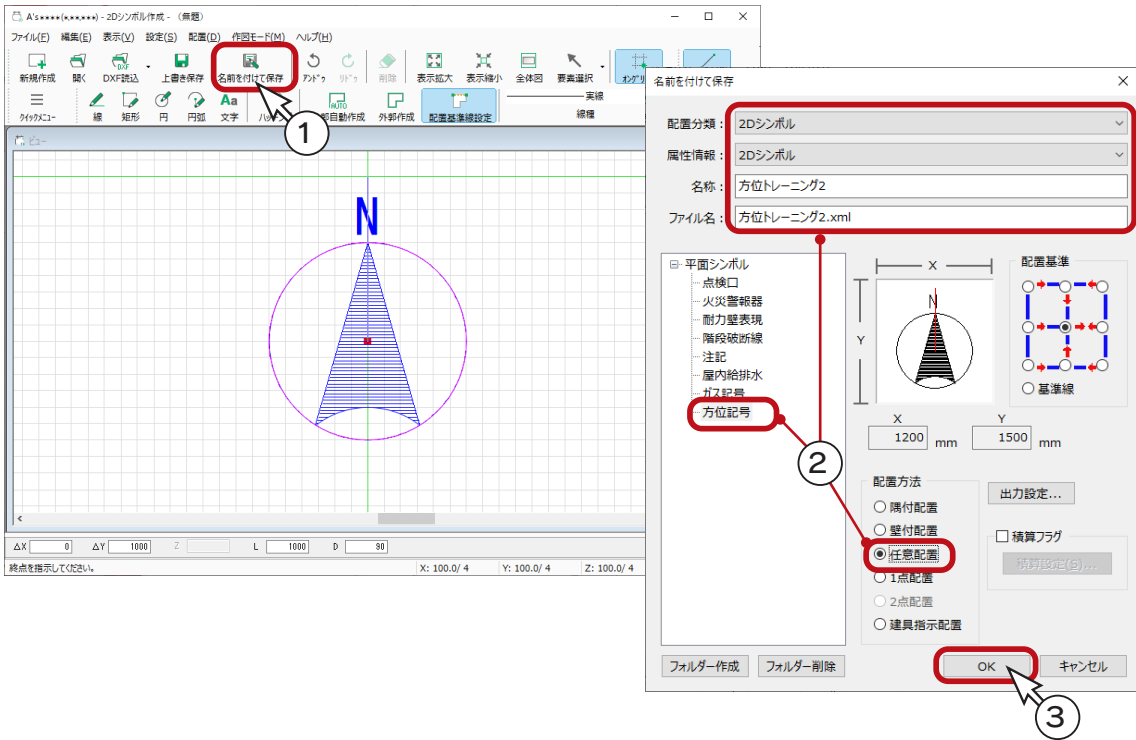 A's****(*,**,***) - 2Dシンボル作成 - （無題）
ファイル(F) 編集(E) 表示(V) 設定(S) 配置(D) 作図モード(M) ヘルプ(H)
新規作成 開く DXF読込 上書き保存 名前を付けて保存 アンドゥ リドゥ 削除 表示拡大 表示縮小 全体図 要素選択
クイックメニュー 線 矩形 円 円弧 文字 外郭作成 配置基準線設定 実線
線種
①
ビュー
N
ΔX 0 ΔY 1000 Z L 1000 D 90
終点を指示してください。 X: 100.0/ 4 Y: 100.0/ 4 Z: 100.0/ 4
名前を付けて保存
配置分類： 2Dシンボル
属性情報： 2Dシンボル
名称： 方位トレーニング2
ファイル名： 方位トレーニング2.xml
平面シンボル
点検口
火災警報器
耐力壁表現
階段破断線
注記
屋内給排水
ガス記号
方位記号
②
X
Y
N
配置基準
基準線
X Y
1200 mm 1500 mm
配置方法
隅付配置
壁付配置
任意配置
1点配置
2点配置
建具指示配置
出力設定...
積算フラグ
積算設定(S)...
フォルダー作成 フォルダー削除 OK キャンセル
③